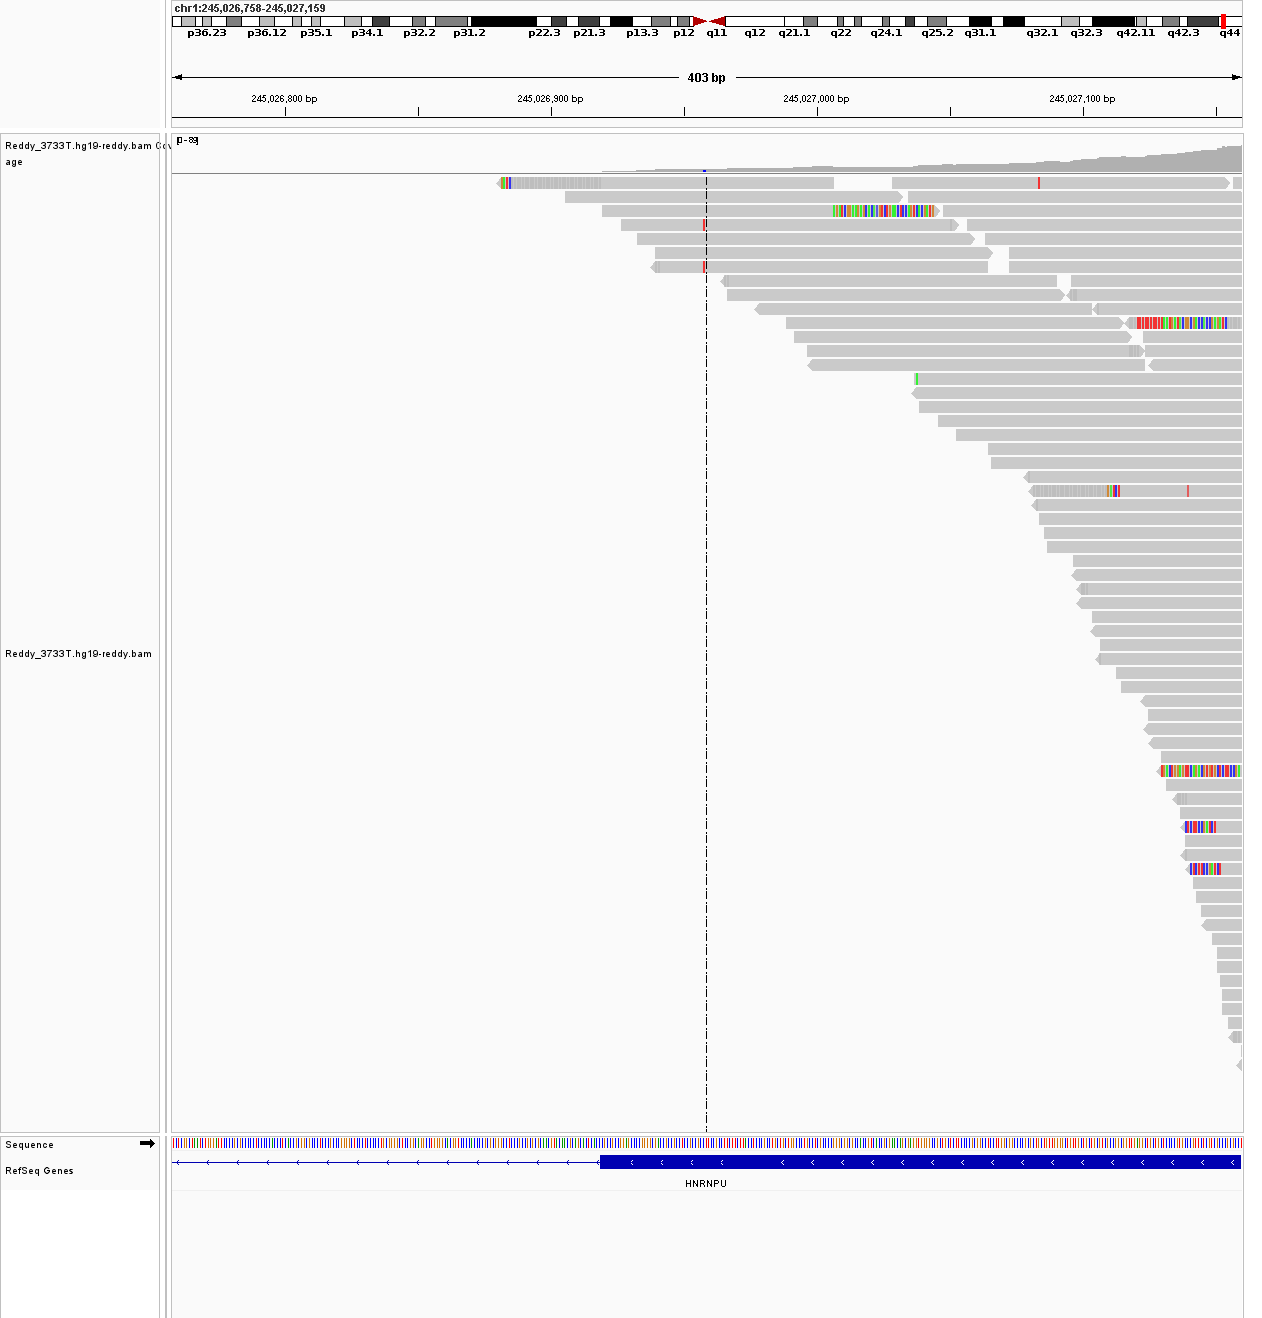 chr1:245,026,758-245,027,159
p36.23 p36.12 p35.1 p34.1 p32.2 p31.2 p22.3 p21.3 p13.3 p12 q11 q12 q21.1 q22 q24.1 q25.2 q31.1 q32.1 q32.3 q42.11 q42.3 q44
403 bp
245,026,800 bp 245,026,900 bp 245,027,000 bp 245,027,100 bp
[0 - 89]
Reddy_3733T.hg19-reddy.bam Cov
age
Reddy_3733T.hg19-reddy.bam
Sequence
RefSeq Genes
HNRNPU